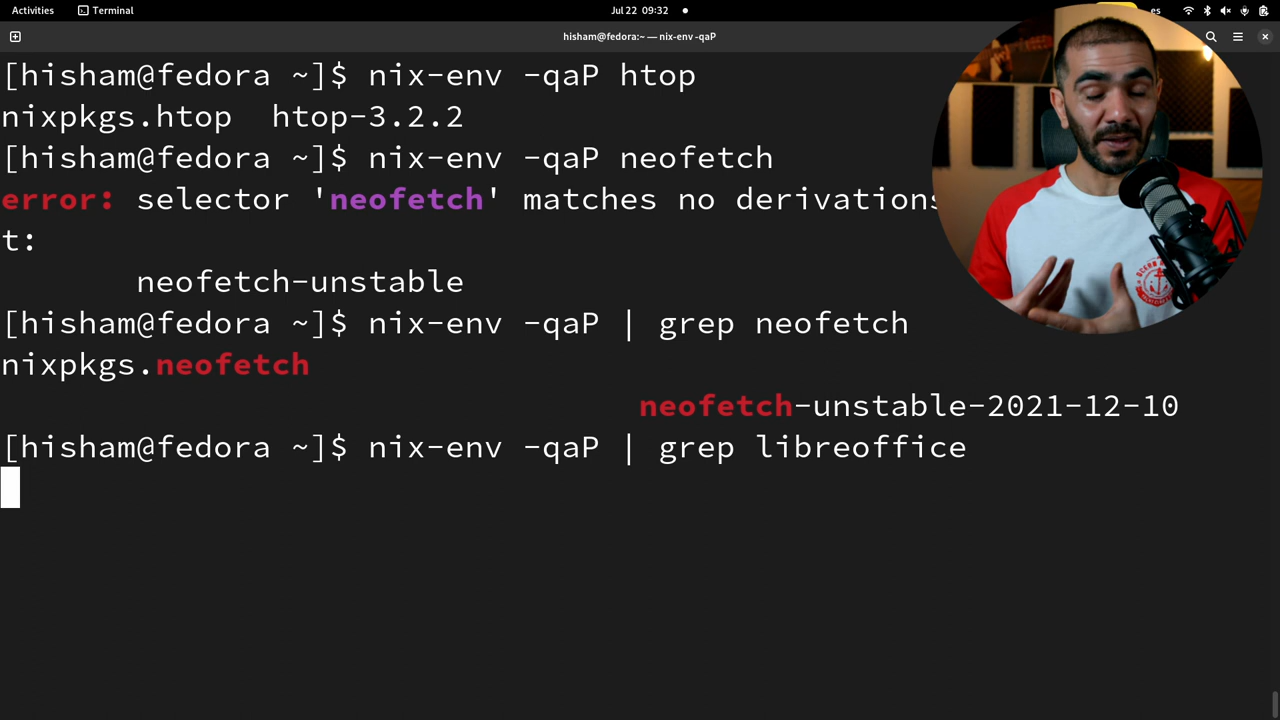 Activities
Terminal
Jul 22 09:32
es
hisham@fedora:~ — nix-env -qaP
[hisham@fedora ~]$ nix-env -qaP htop
nixpkgs.htop htop-3.2.2
[hisham@fedora ~]$ nix-env -qaP neofetch
error: selector 'neofetch' matches no derivations
t:
neofetch-unstable
[hisham@fedora ~]$ nix-env -qaP | grep neofetch
nixpkgs.neofetch
neofetch-unstable-2021-12-10
[hisham@fedora ~]$ nix-env -qaP | grep libreoffice